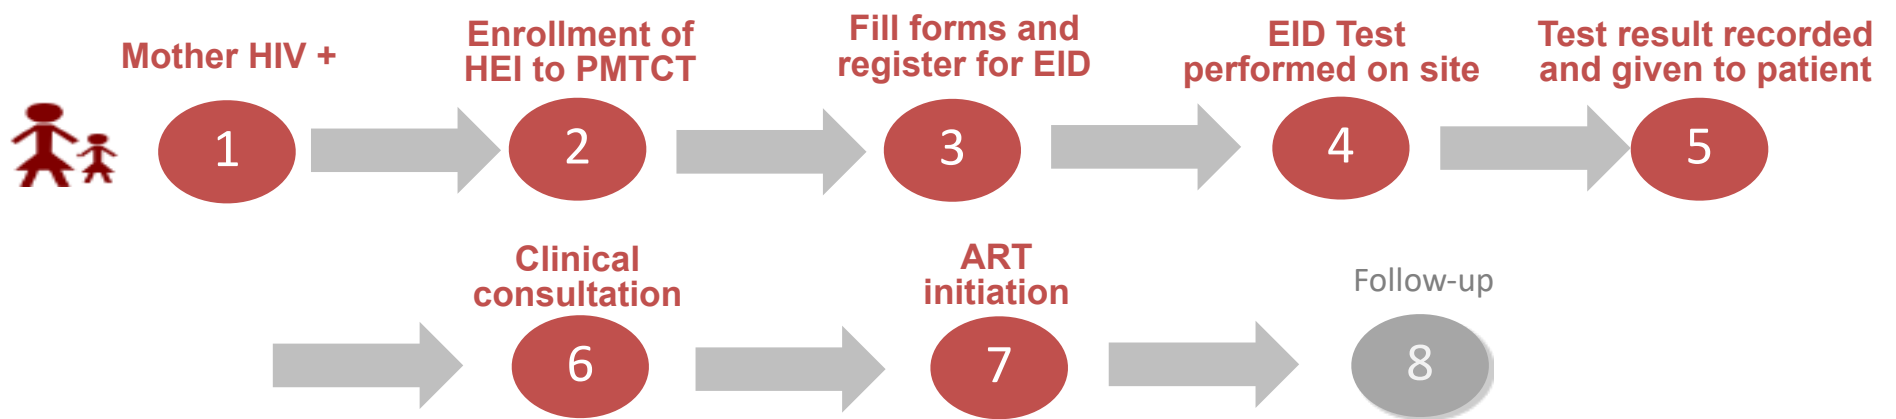 Mother HIV +
Enrollment of
HEI to PMTCT
Fill forms and
register for EID
EID Test
performed on site
Test result recorded
and given to patient
1
2
3
4
5
Clinical
consultation
ART
initiation
Follow-up
6
7
8